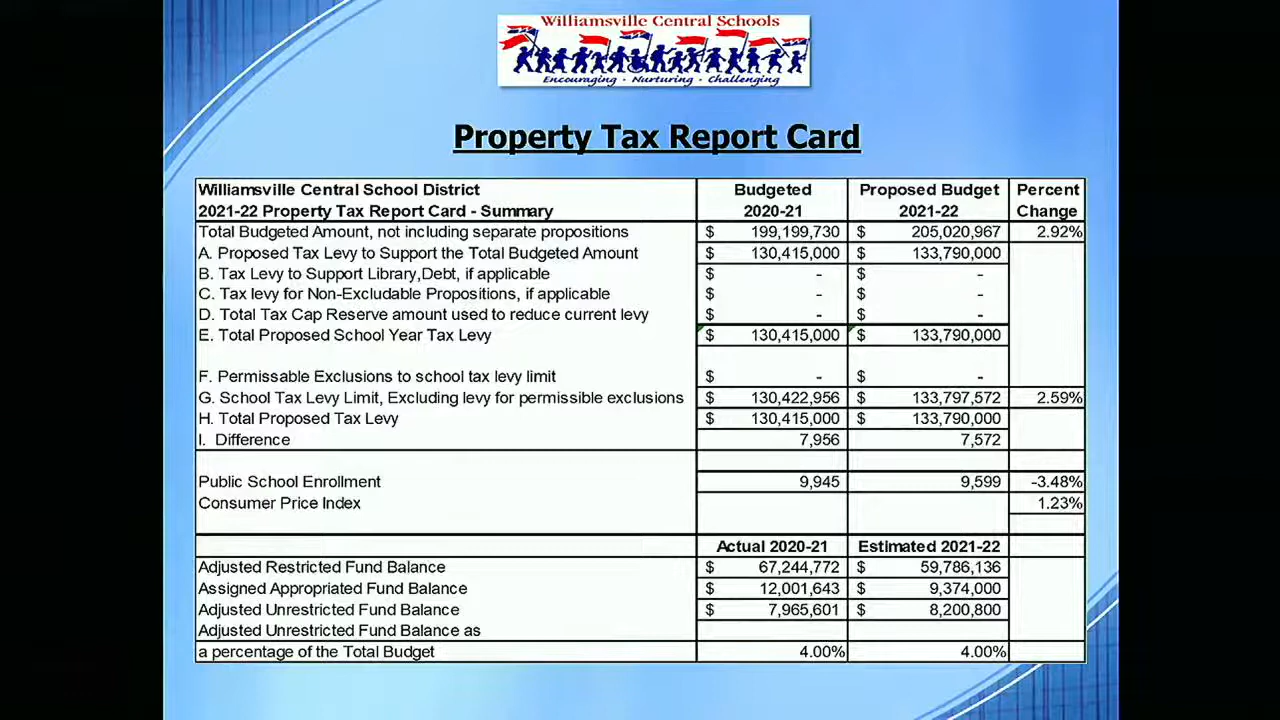 Williamsville Central Schools
Encouraging - Nurturing - Challenging
Property Tax Report Card
Williamsville Central School District Budgeted Proposed Budget Percent
2021-22 Property Tax Report Card - Summary 2020-21 2021-22 Change
Total Budgeted Amount, not including separate propositions $ 199,199,730 $ 205,020,967 2.92%
A. Proposed Tax Levy to Support the Total Budgeted Amount $ 130,415,000 $ 133,790,000
B. Tax Levy to Support Library,Debt, if applicable $ - $ -
C. Tax levy for Non-Excludable Propositions, if applicable $ - $ -
D. Total Tax Cap Reserve amount used to reduce current levy $ - $ -
E. Total Proposed School Year Tax Levy $ 130,415,000 $ 133,790,000
F. Permissable Exclusions to school tax levy limit $ - $ -
G. School Tax Levy Limit, Excluding levy for permissible exclusions $ 130,422,956 $ 133,797,572 2.59%
H. Total Proposed Tax Levy $ 130,415,000 $ 133,790,000
I. Difference 7,956 7,572
Public School Enrollment 9,945 9,599 -3.48%
Consumer Price Index 1.23%
Actual 2020-21 Estimated 2021-22
Adjusted Restricted Fund Balance $ 67,244,772 $ 59,786,136
Assigned Appropriated Fund Balance $ 12,001,643 $ 9,374,000
Adjusted Unrestricted Fund Balance $ 7,965,601 $ 8,200,800
Adjusted Unrestricted Fund Balance as
a percentage of the Total Budget 4.00% 4.00%